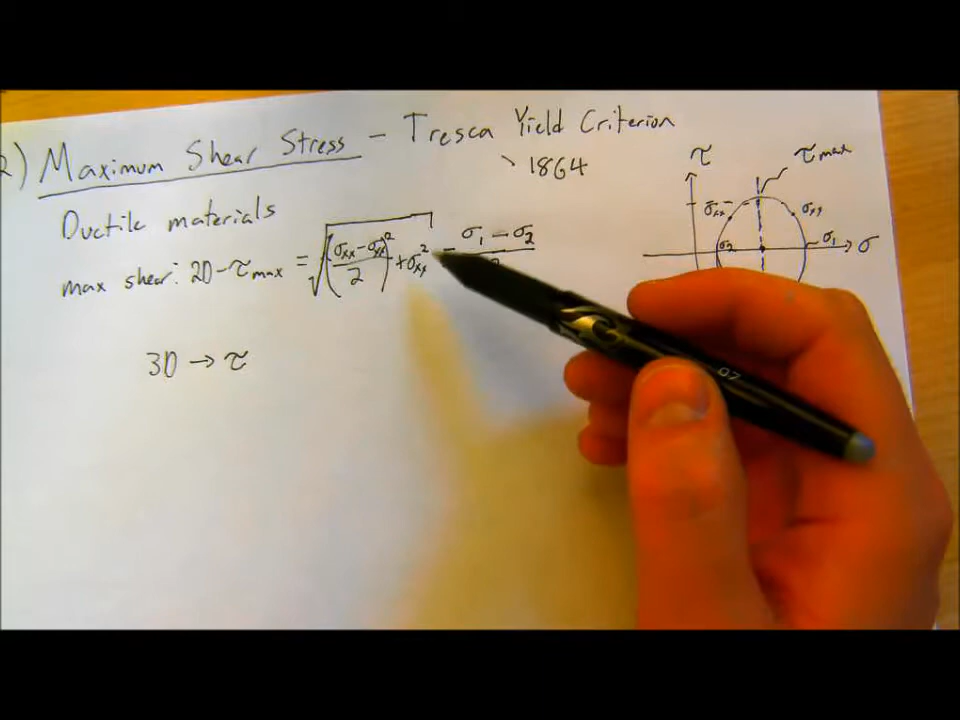 2) Maximum Shear Stress - Tresca Yield Criterion
1864
Ductile materials
max shear: 2D - τmax = √((σxx - σyy)/2)² + σxy² = σ1 - σ2 / 2
3D → τ
τ
τmax
σxx
σyy
σ2
σ1
σ
07